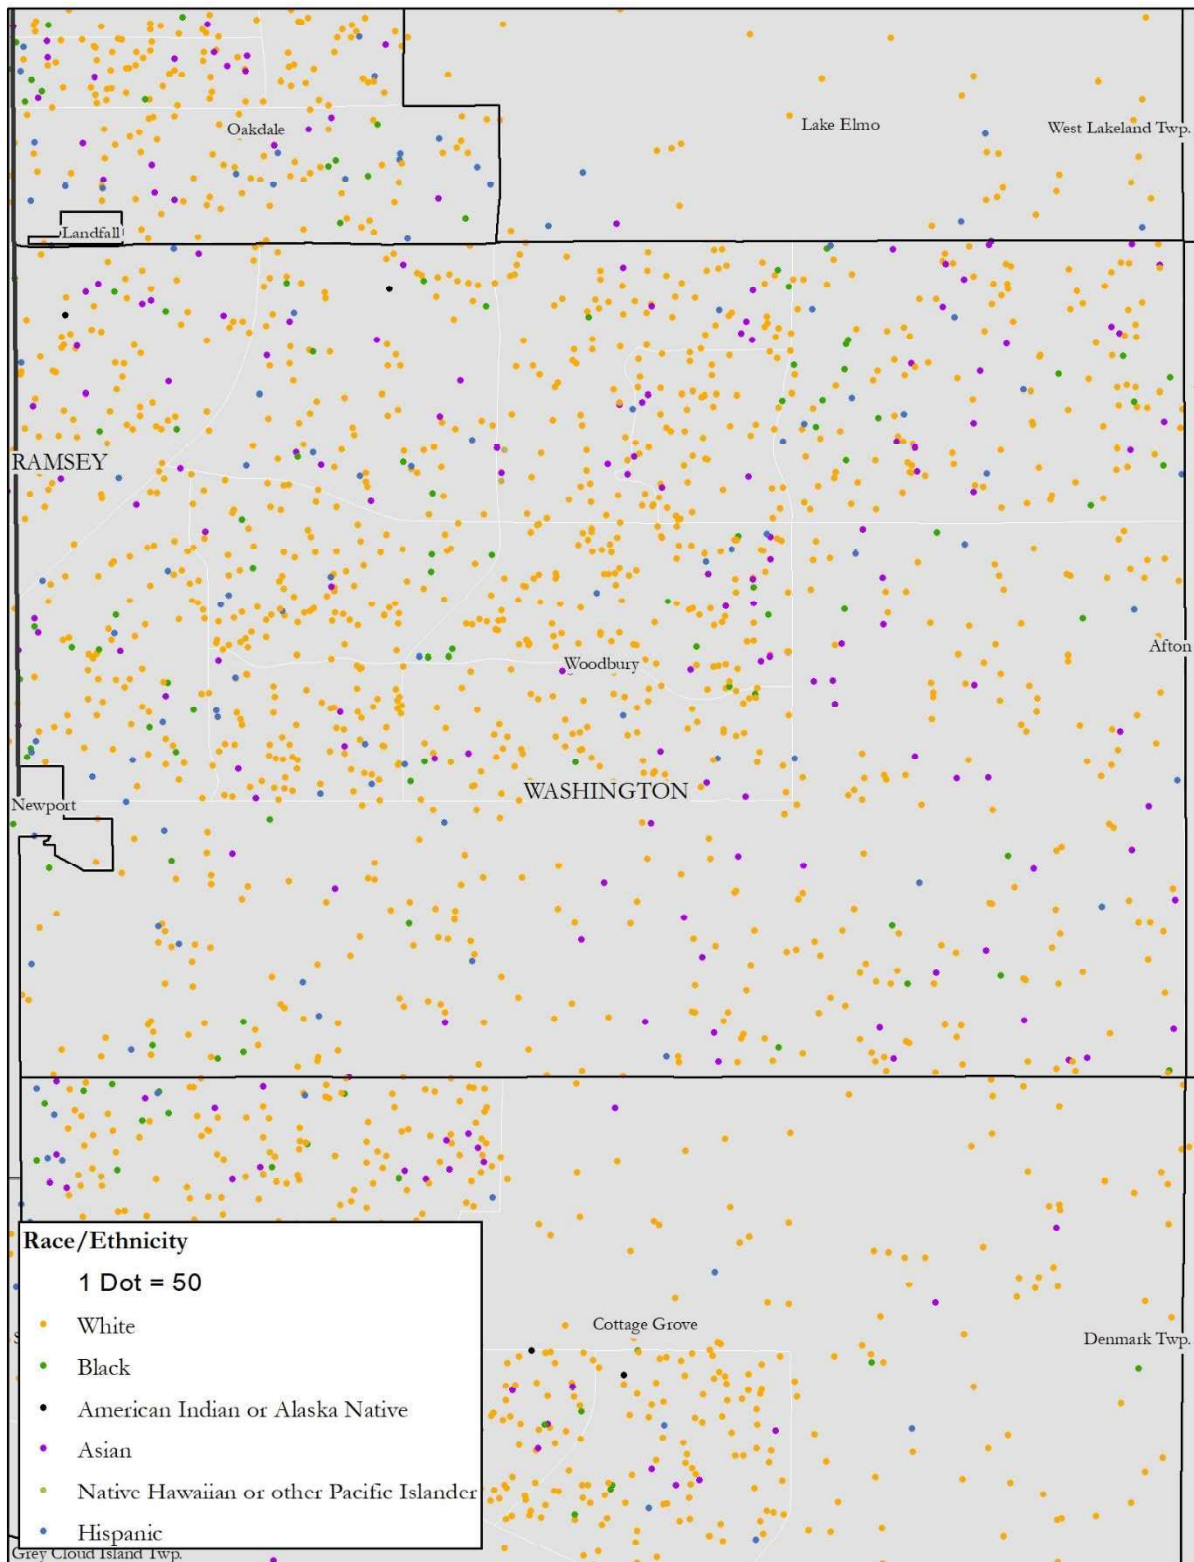 Oakdale
Lake Elmo
West Lakeland Twp.
Landfall
RAMSEY
Afton
Woodbury
WASHINGTON
Newport
Race/Ethnicity
1 Dot = 50
White
Black
American Indian or Alaska Native
Asian
Native Hawaiian or other Pacific Islander
Hispanic
Cottage Grove
Denmark Twp.
Grey Cloud Island Twp.